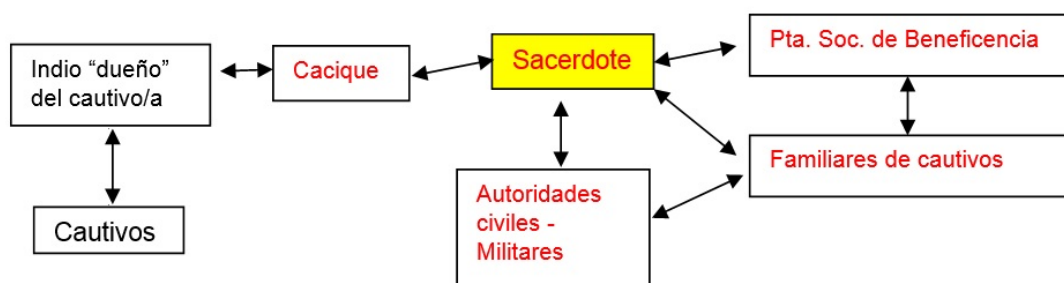 Indio “dueño”
del cautivo/a
Cautivos
Cacique
Sacerdote
Autoridades
civiles -
Militares
Pta. Soc. de Beneficencia
Familiares de cautivos